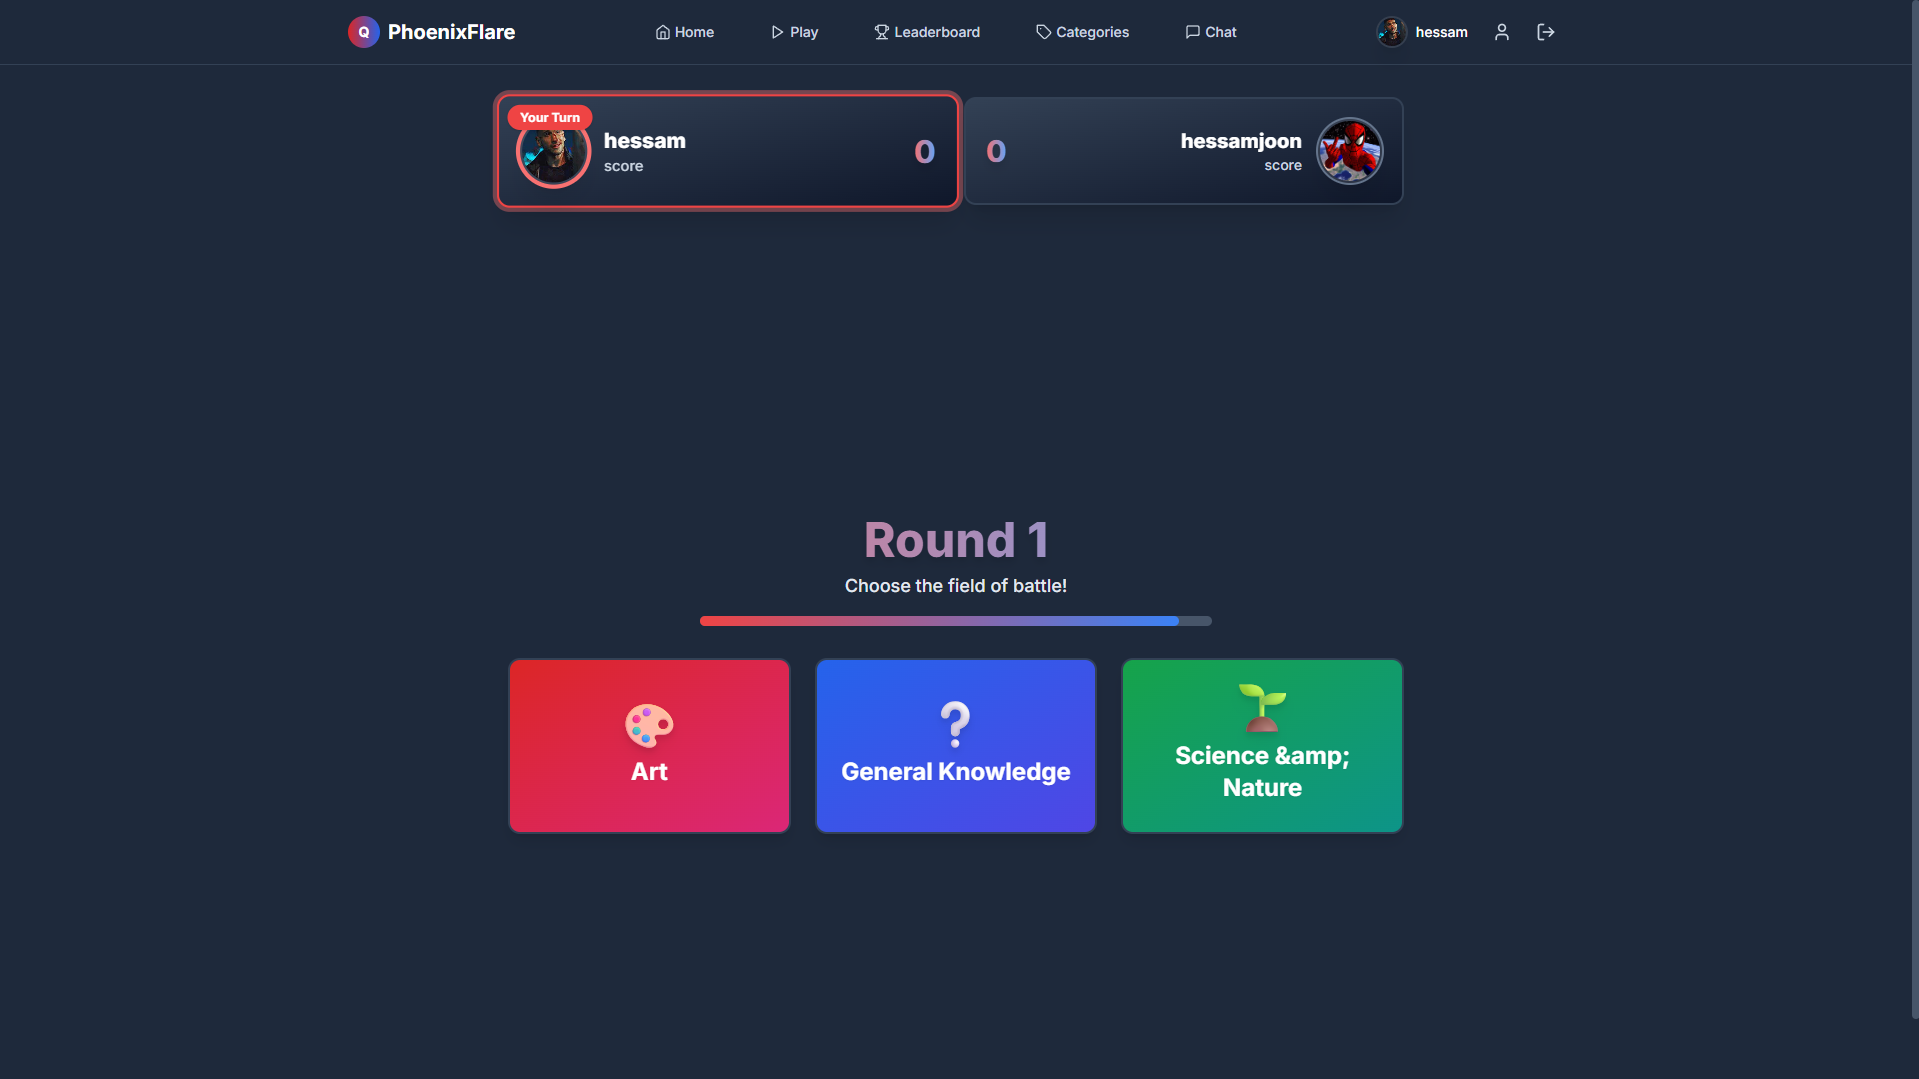 Q PhoenixFlare
Home
Play
Leaderboard
Categories
Chat
hessam
Your Turn
hessam
score
0
0
hessamjoon
score
Round 1
Choose the field of battle!
Art
General Knowledge
Science &amp;
Nature